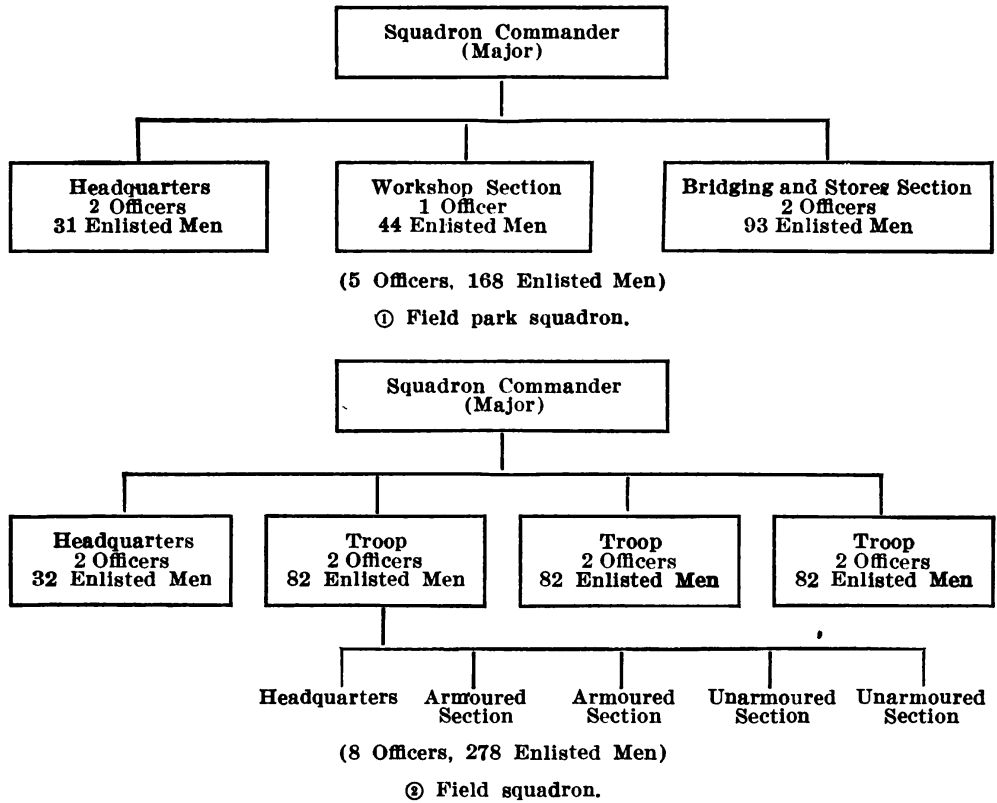 Squadron Commander
(Major)
Headquarters
2 Officers
31 Enlisted Men
Workshop Section
1 Officer
44 Enlisted Men
Bridging and Stores Section
2 Officers
93 Enlisted Men
(5 Officers, 168 Enlisted Men)
① Field park squadron.
Squadron Commander
(Major)
Headquarters
2 Officers
32 Enlisted Men
Troop
2 Officers
82 Enlisted Men
Troop
2 Officers
82 Enlisted Men
Troop
2 Officers
82 Enlisted Men
Headquarters
Armoured
Section
Armoured
Section
Unarmoured
Section
Unarmoured
Section
(8 Officers, 278 Enlisted Men)
② Field squadron.